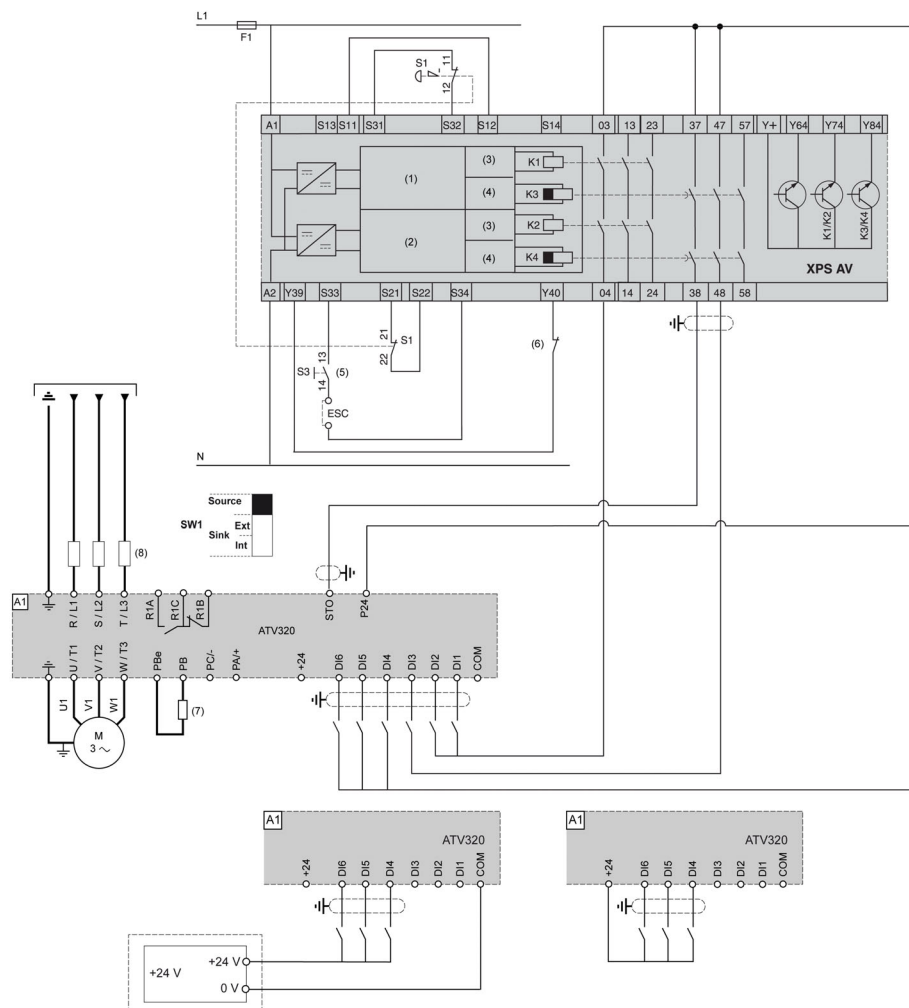 L1
F1
S1
11
12
A1 S13 S11 S31 S32 S12 S14 03 13 23 37 47 57 Y+ Y64 Y74 Y84
(1)
(3)
K1
(4)
K3
(2)
(3)
K2
(4)
K4
K1/K2
K3/K4
XPS AV
A2 Y39 S33 S21 S22 S34 Y40 04 14 24 38 48 58
21
22
S1
(6)
13
14
S3
(5)
ESC
N
Source
SW1
Ext
Sink
Int
(8)
A1
R / L1
S / L2
T / L3
R1A
R1C
R1B
STO
P24
ATV320
U / T1
V / T2
W / T3
PBe
PB
PC/-
PA/+
+24
DI6
DI5
DI4
DI3
DI2
DI1
COM
U1
V1
W1
(7)
M
3 ~
A1
ATV320
+24
DI6
DI5
DI4
DI3
DI2
DI1
COM
+24 V
+24 V
0 V
A1
ATV320
+24
DI6
DI5
DI4
DI3
DI2
DI1
COM